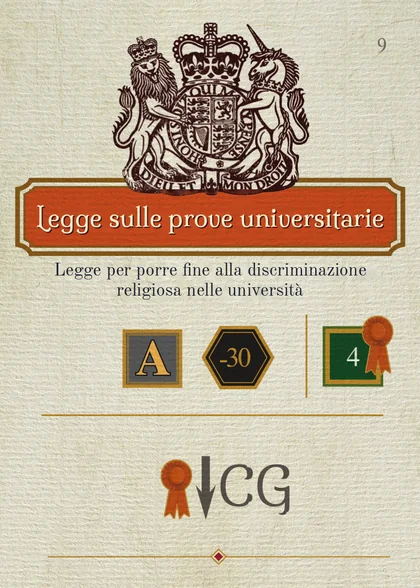 9
DIEU ET MON DROIT
Legge sulle prove universitarie
Legge per porre fine alla discriminazione
religiosa nelle università
A
-30
4
CG